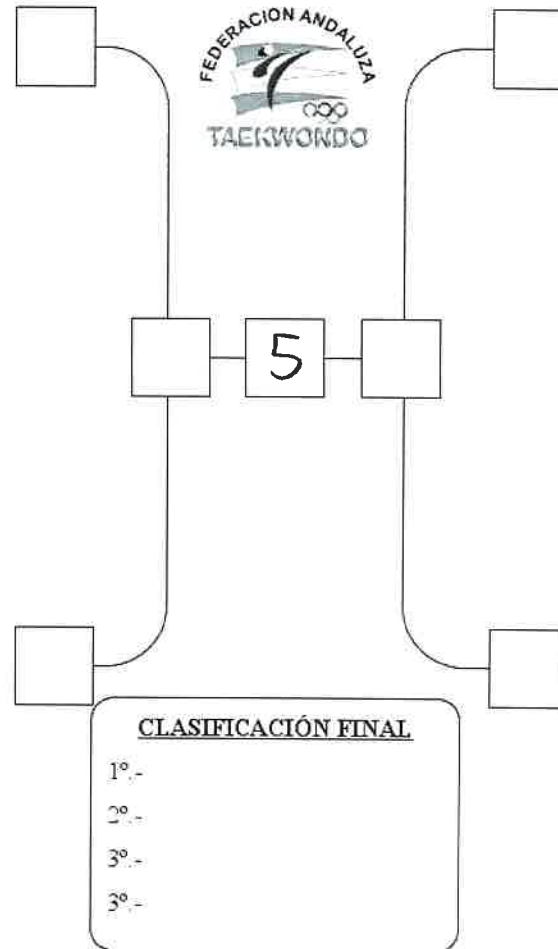 FEDERACION ANDALUZA
TAEKWONDO
5
CLASIFICACIÓN FINAL
1º.-
2º.-
3º.-
3º.-